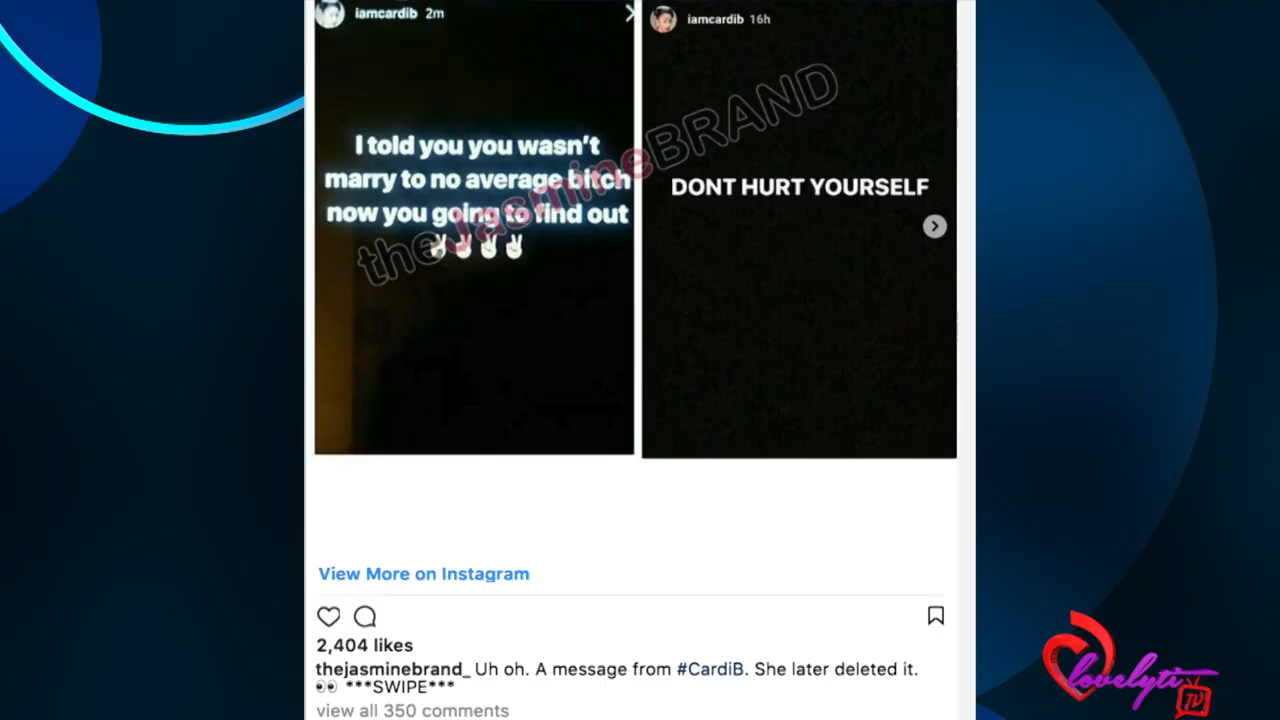 iamcardib 2m
I told you you wasn't
marry to no average bitch
now you going to find out
✌✌✌✌
iamcardib 16h
DONT HURT YOURSELF
theJasmineBRAND
View More on Instagram
2,404 likes
thejasminebrand_ Uh oh. A message from #CardiB. She later deleted it.
👀 ***SWIPE***
view all 350 comments
lovelyti
TV